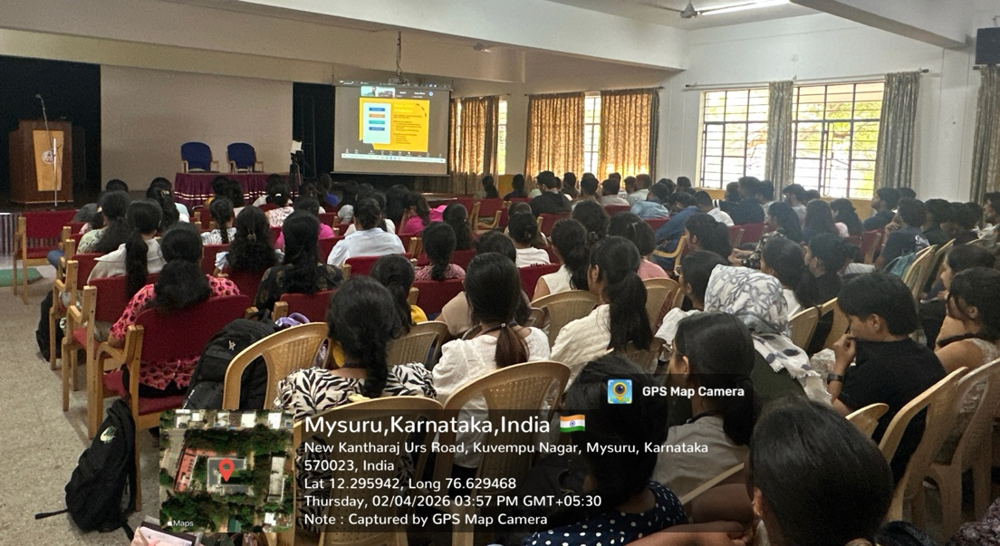 GPS Map Camera
Mysuru,Karnataka,India
New Kantharaj Urs Road, Kuvempu Nagar, Mysuru, Karnataka
570023, India
Lat 12.295942, Long 76.629468
Thursday, 02/04/2026 03:57 PM GMT+05:30
Note : Captured by GPS Map Camera
Maps